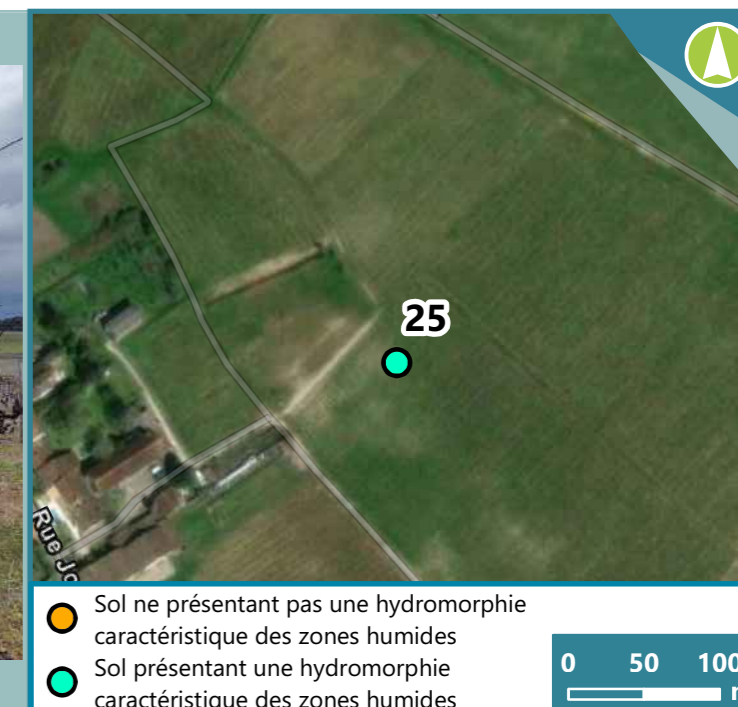 25
Rue Jo
Sol ne présentant pas une hydromorphie
caractéristique des zones humides
Sol présentant une hydromorphie
caractéristique des zones humides
0 50 100
m